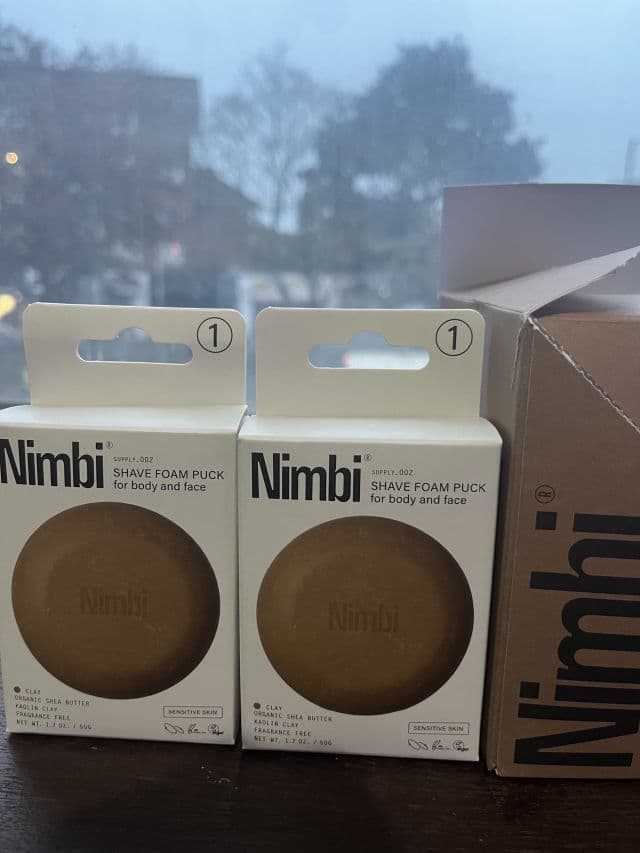 1
Nimbi®
SUPPLY.002
SHAVE FOAM PUCK
for body and face
Nimbi
CLAY
ORGANIC SHEA BUTTER
KAOLIN CLAY
FRAGRANCE FREE
NET WT. 1.7 OZ. / 50G
SENSITIVE SKIN
1
Nimbi®
SUPPLY.002
SHAVE FOAM PUCK
for body and face
Nimbi
CLAY
ORGANIC SHEA BUTTER
KAOLIN CLAY
FRAGRANCE FREE
NET WT. 1.7 OZ. / 50G
SENSITIVE SKIN
Nimbi®